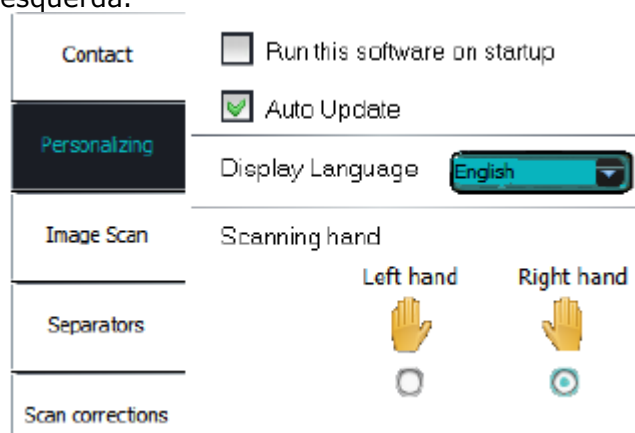 esquerda.
Contact
Personalizing
Image Scan
Separators
Scan corrections
Run this software on startup
Auto Update
Display Language English
Scanning hand
Left hand Right hand